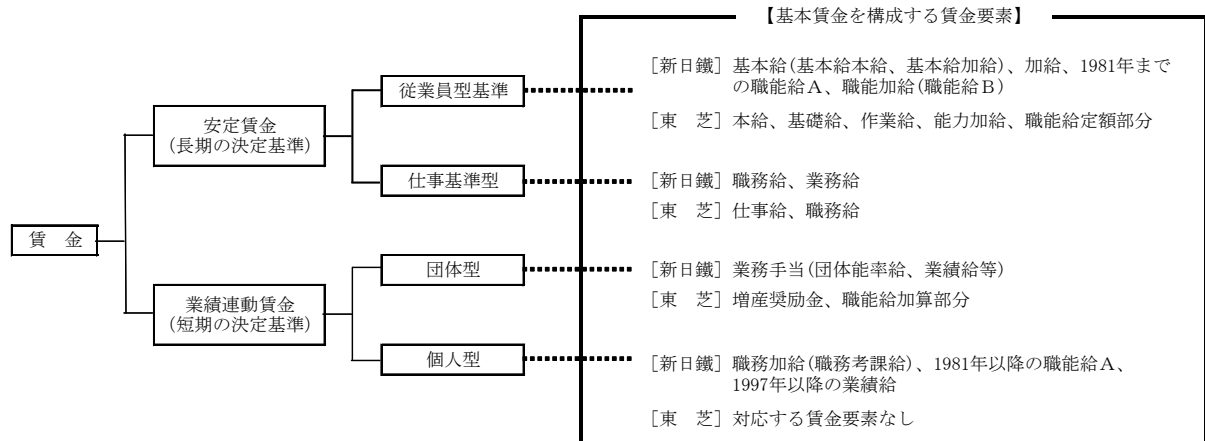 【基本賃金を構成する賃金要素】
賃　金
安定賃金
(長期の決定基準)
従業員型基準
［新日鐵］基本給(基本給本給、基本給加給)、加給、1981年まで
の職能給Ａ、職能加給(職能給Ｂ)
［東　芝］本給、基礎給、作業給、能力加給、職能給定額部分
仕事基準型
［新日鐵］職務給、業務給
［東　芝］仕事給、職務給
業績連動賃金
(短期の決定基準)
団体型
［新日鐵］業務手当(団体能率給、業績給等)
［東　芝］増産奨励金、職能給加算部分
個人型
［新日鐵］職務加給(職務考課給)、1981年以降の職能給Ａ、
1997年以降の業績給
［東　芝］対応する賃金要素なし